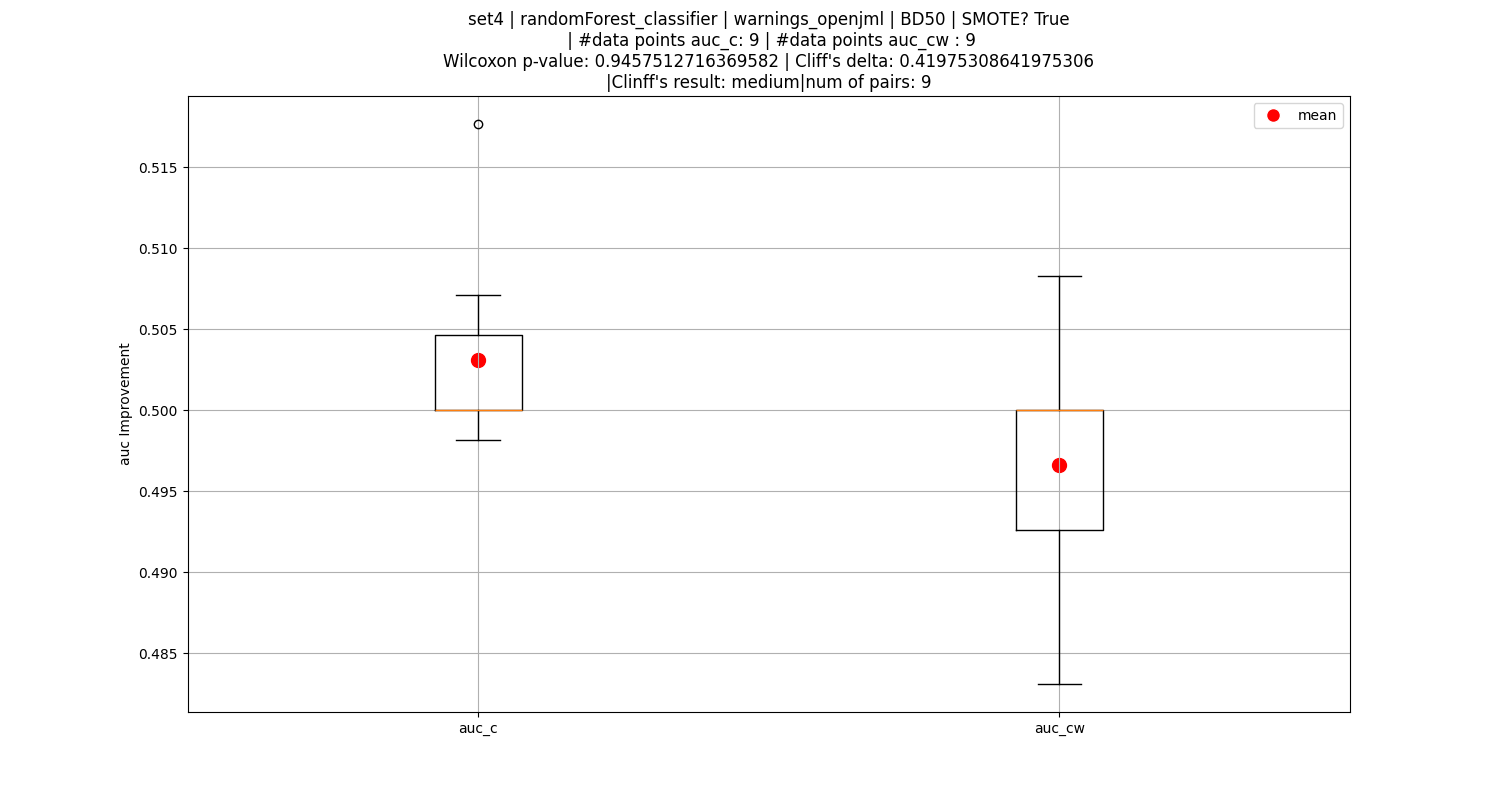 set4 | randomForest_classifier | warnings_openjml | BD50 | SMOTE? True
| #data points auc_c: 9 | #data points auc_cw : 9
Wilcoxon p-value: 0.9457512716369582 | Cliff's delta: 0.41975308641975306
|Clinff's result: medium|num of pairs: 9
mean
0.515
0.510
0.505
0.500
0.495
0.490
0.485
auc Improvement
auc_c
auc_cw